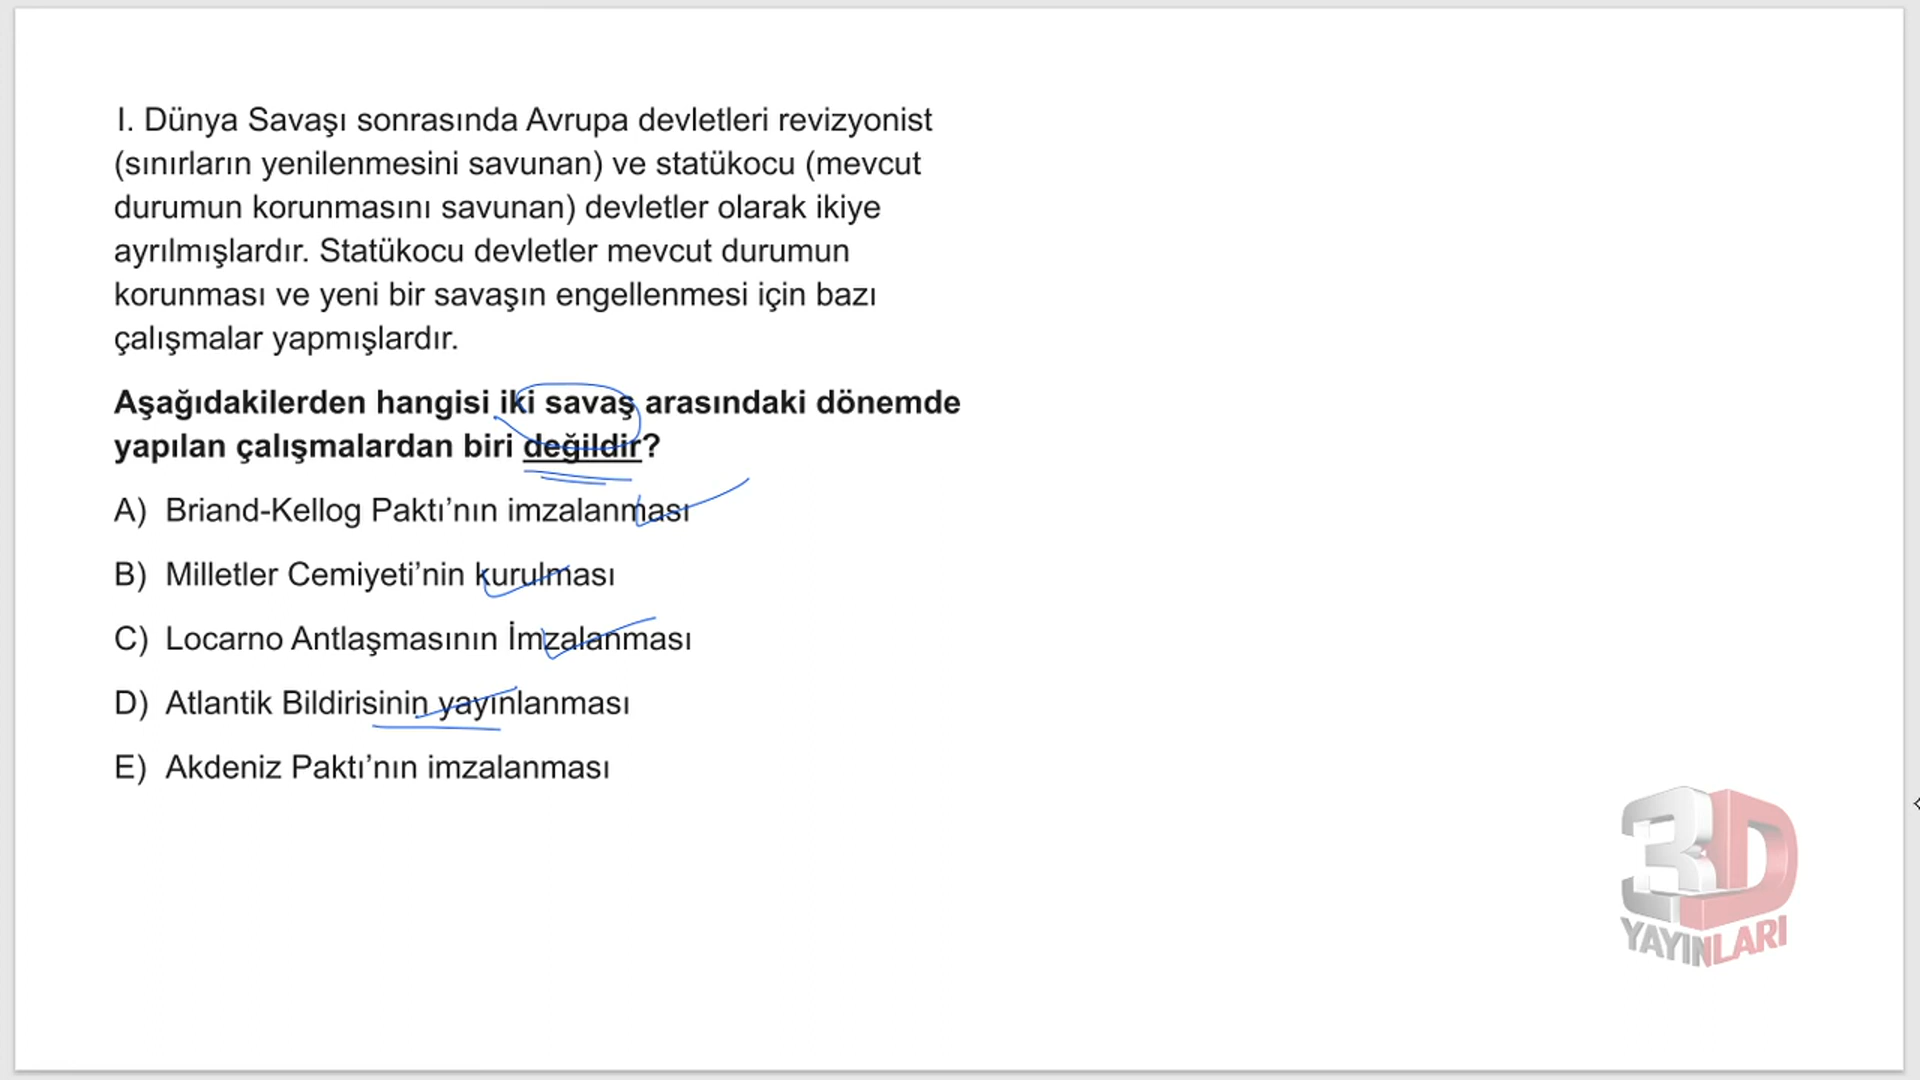 I. Dünya Savaşı sonrasında Avrupa devletleri revizyonist
(sınırların yenilenmesini savunan) ve statükocu (mevcut
durumun korunmasını savunan) devletler olarak ikiye
ayrılmışlardır. Statükocu devletler mevcut durumun
korunması ve yeni bir savaşın engellenmesi için bazı
çalışmalar yapmışlardır.
Aşağıdakilerden hangisi iki savaş arasındaki dönemde
yapılan çalışmalardan biri değildir?
A) Briand-Kellog Paktı’nın imzalanması
B) Milletler Cemiyeti’nin kurulması
C) Locarno Antlaşmasının İmzalanması
D) Atlantik Bildirisinin yayınlanması
E) Akdeniz Paktı’nın imzalanması
3D
YAYINLARI